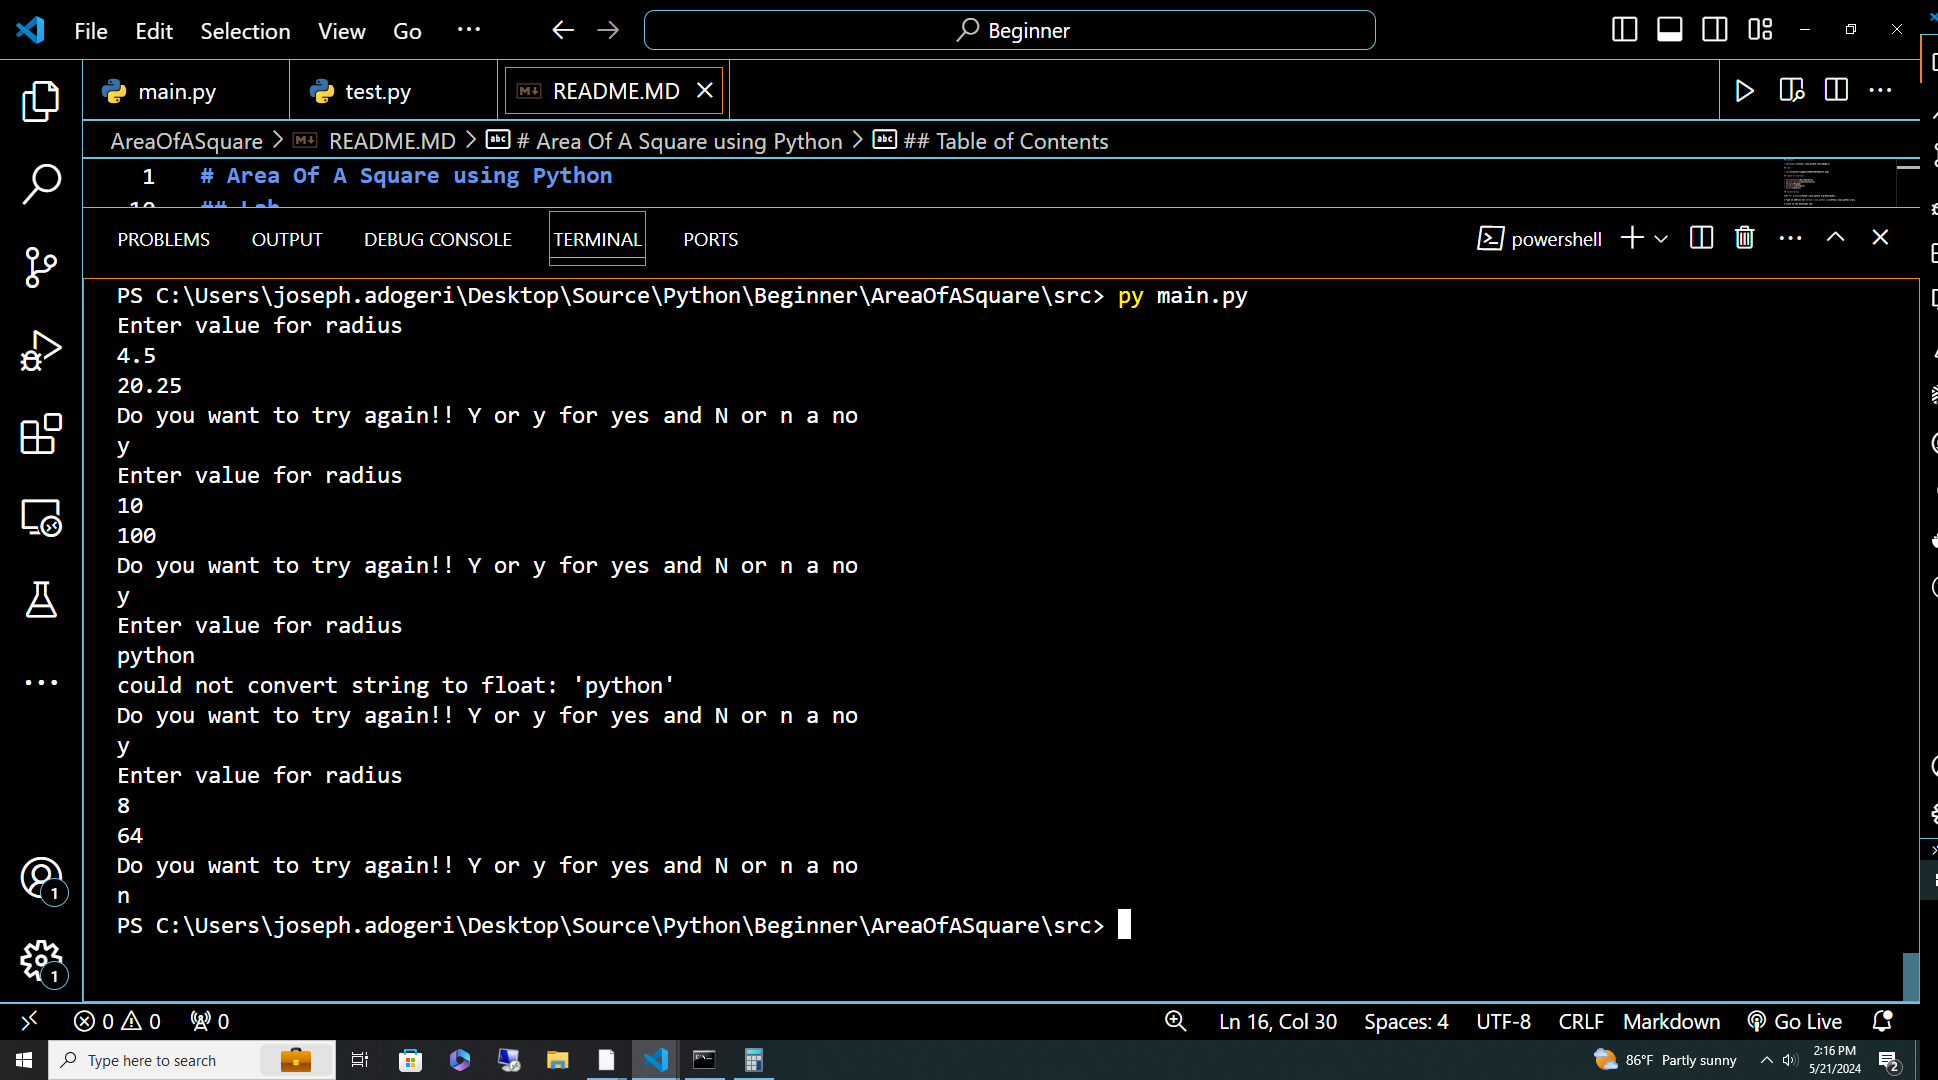 File Edit Selection View Go ... Beginner
main.py test.py README.MD
AreaOfASquare > README.MD > # Area Of A Square using Python > ## Table of Contents
1 # Area Of A Square using Python
PROBLEMS OUTPUT DEBUG CONSOLE TERMINAL PORTS powershell
PS C:\Users\joseph.adogeri\Desktop\Source\Python\Beginner\AreaOfASquare\src> py main.py
Enter value for radius
4.5
20.25
Do you want to try again!! Y or y for yes and N or n a no
y
Enter value for radius
10
100
Do you want to try again!! Y or y for yes and N or n a no
y
Enter value for radius
python
could not convert string to float: 'python'
Do you want to try again!! Y or y for yes and N or n a no
y
Enter value for radius
8
64
Do you want to try again!! Y or y for yes and N or n a no
n
PS C:\Users\joseph.adogeri\Desktop\Source\Python\Beginner\AreaOfASquare\src>
1
1
0 0 0 Ln 16, Col 30 Spaces: 4 UTF-8 CRLF Markdown Go Live
Type here to search 86°F Partly sunny 2:16 PM
5/21/2024 2